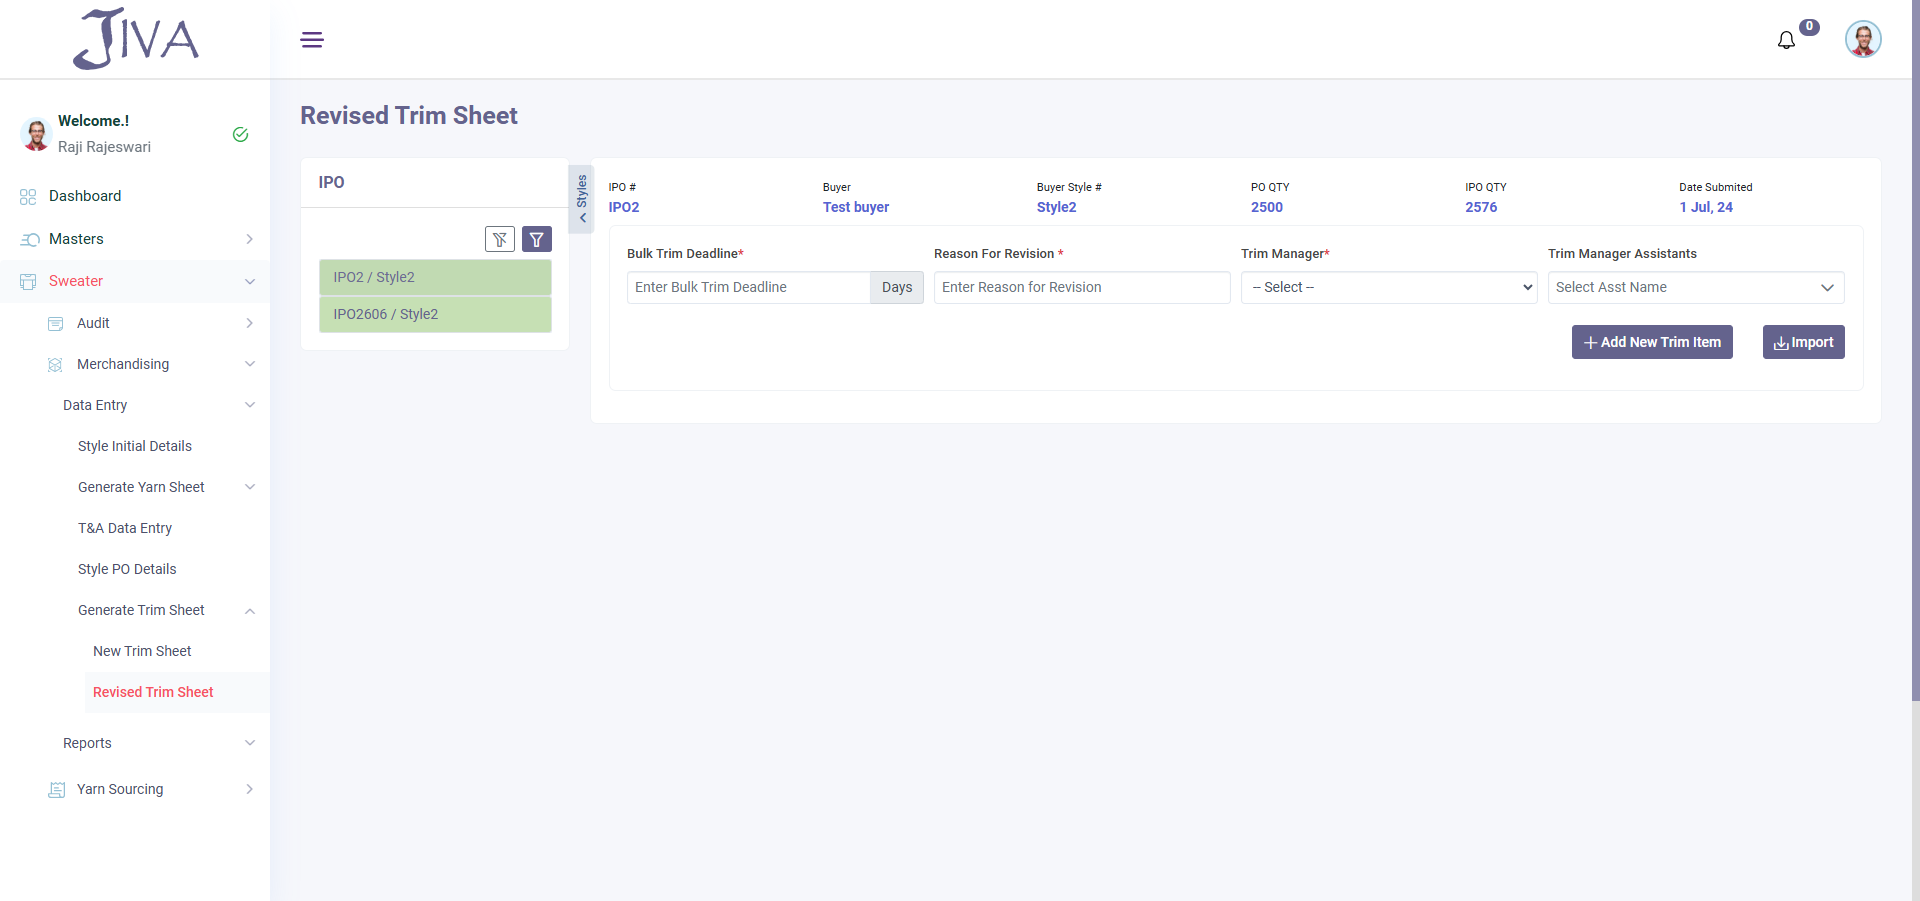 JIVA
0
Welcome.!
Raji Rajeswari
Dashboard
Masters
Sweater
Audit
Merchandising
Data Entry
Style Initial Details
Generate Yarn Sheet
T&A Data Entry
Style PO Details
Generate Trim Sheet
New Trim Sheet
Revised Trim Sheet
Reports
Yarn Sourcing
Revised Trim Sheet
IPO
IPO2 / Style2
IPO2606 / Style2
Styles
IPO # Buyer Buyer Style # PO QTY IPO QTY Date Submited
IPO2 Test buyer Style2 2500 2576 1 Jul, 24
Bulk Trim Deadline* Reason For Revision * Trim Manager* Trim Manager Assistants
Enter Bulk Trim Deadline Days Enter Reason for Revision -- Select -- Select Asst Name
Add New Trim Item Import